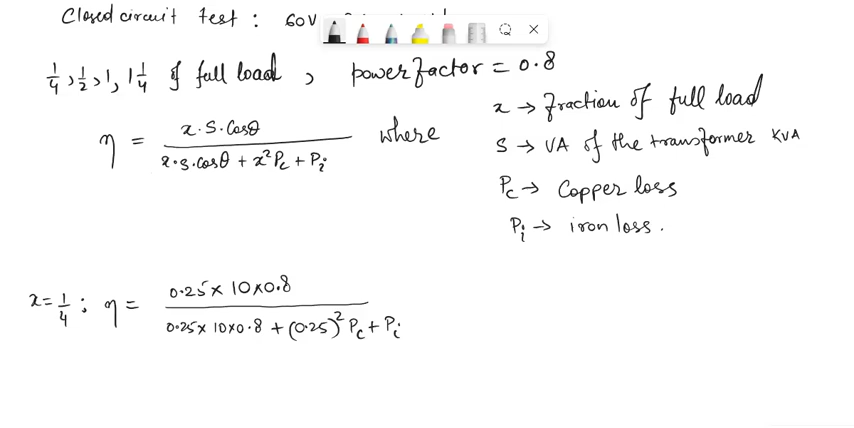 Closed circuit test : 60V
1/4, 1/2, 1, 1 1/4 of full load, power factor = 0.8
η = x·S·Cosθ / (x·S·Cosθ + x²Pc + Pi) where
x → fraction of full load
S → VA of the transformer KVA
Pc → Copper loss
Pi → iron loss.
x = 1/4 ; η = 0.25 × 10 × 0.8 / (0.25 × 10 × 0.8 + (0.25)² Pc + Pi)